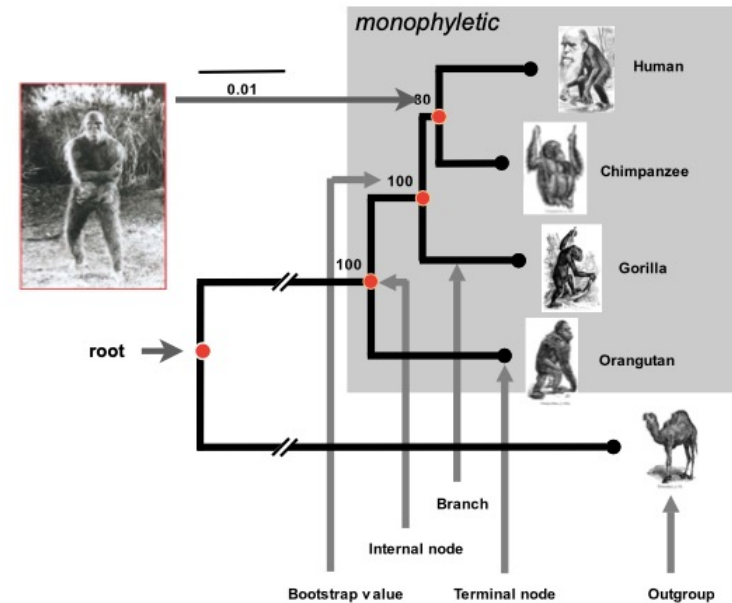 monophyletic
Human
0.01
80
Chimpanzee
100
Gorilla
100
root
Orangutan
Branch
Internal node
Bootstrap value
Terminal node
Outgroup